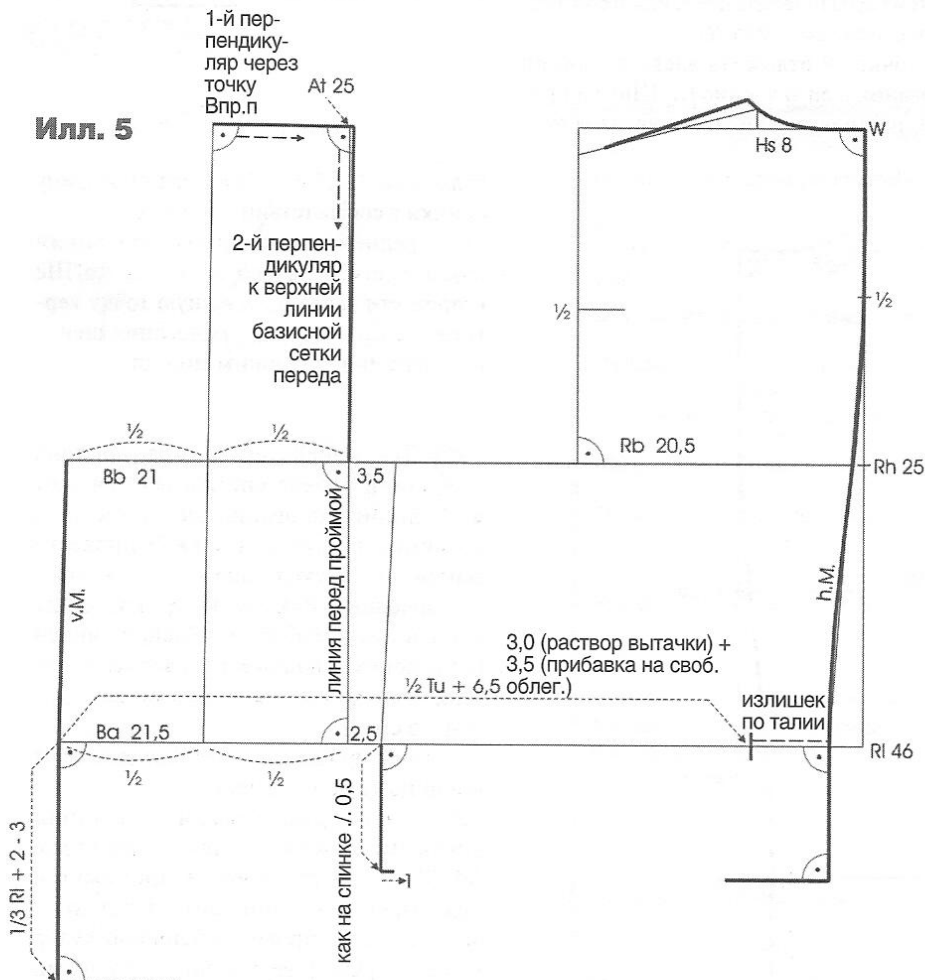 1-й пер-
пендику-
ляр через
точку
Впр.п
At 25
Илл. 5
W
Hs 8
2-й перпен-
дикуляр
к верхней
линии
базисной
сетки
переда
½
½
½
½
Bb 21
3,5
Rb 20,5
Rh 25
линия перед проймой
v.M.
h.M.
3,0 (раствор вытачки) +
3,5 (прибавка на своб.
½ Tu + 6,5 облег.)
излишек
по талии
Ba 21,5
2,5
Rl 46
½
½
1/3 Rl + 2 - 3
как на спинке ./. 0,5
1